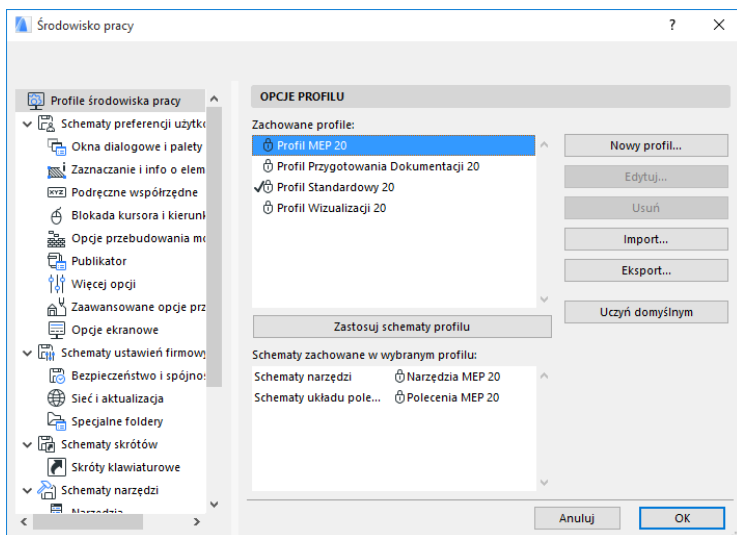 Środowisko pracy
?
Profile środowiska pracy
Schematy preferencji użytko
Okna dialogowe i palety
Zaznaczanie i info o elem
XYZ Podręczne współrzędne
Blokada kursora i kierunk
Opcje przebudowania mo
Publikator
Więcej opcji
Zaawansowane opcje prz
Opcje ekranowe
Schematy ustawień firmowy
Bezpieczeństwo i spójnoś
Sieć i aktualizacja
Specjalne foldery
Schematy skrótów
Skróty klawiaturowe
Schematy narzędzi
Narzędzia
OPCJE PROFILU
Zachowane profile:
Profil MEP 20
Profil Przygotowania Dokumentacji 20
Profil Standardowy 20
Profil Wizualizacji 20
Nowy profil...
Edytuj...
Usuń
Import...
Eksport...
Uczyń domyślnym
Zastosuj schematy profilu
Schematy zachowane w wybranym profilu:
Schematy narzędzi Narzędzia MEP 20
Schematy układu pole... Polecenia MEP 20
Anuluj
OK